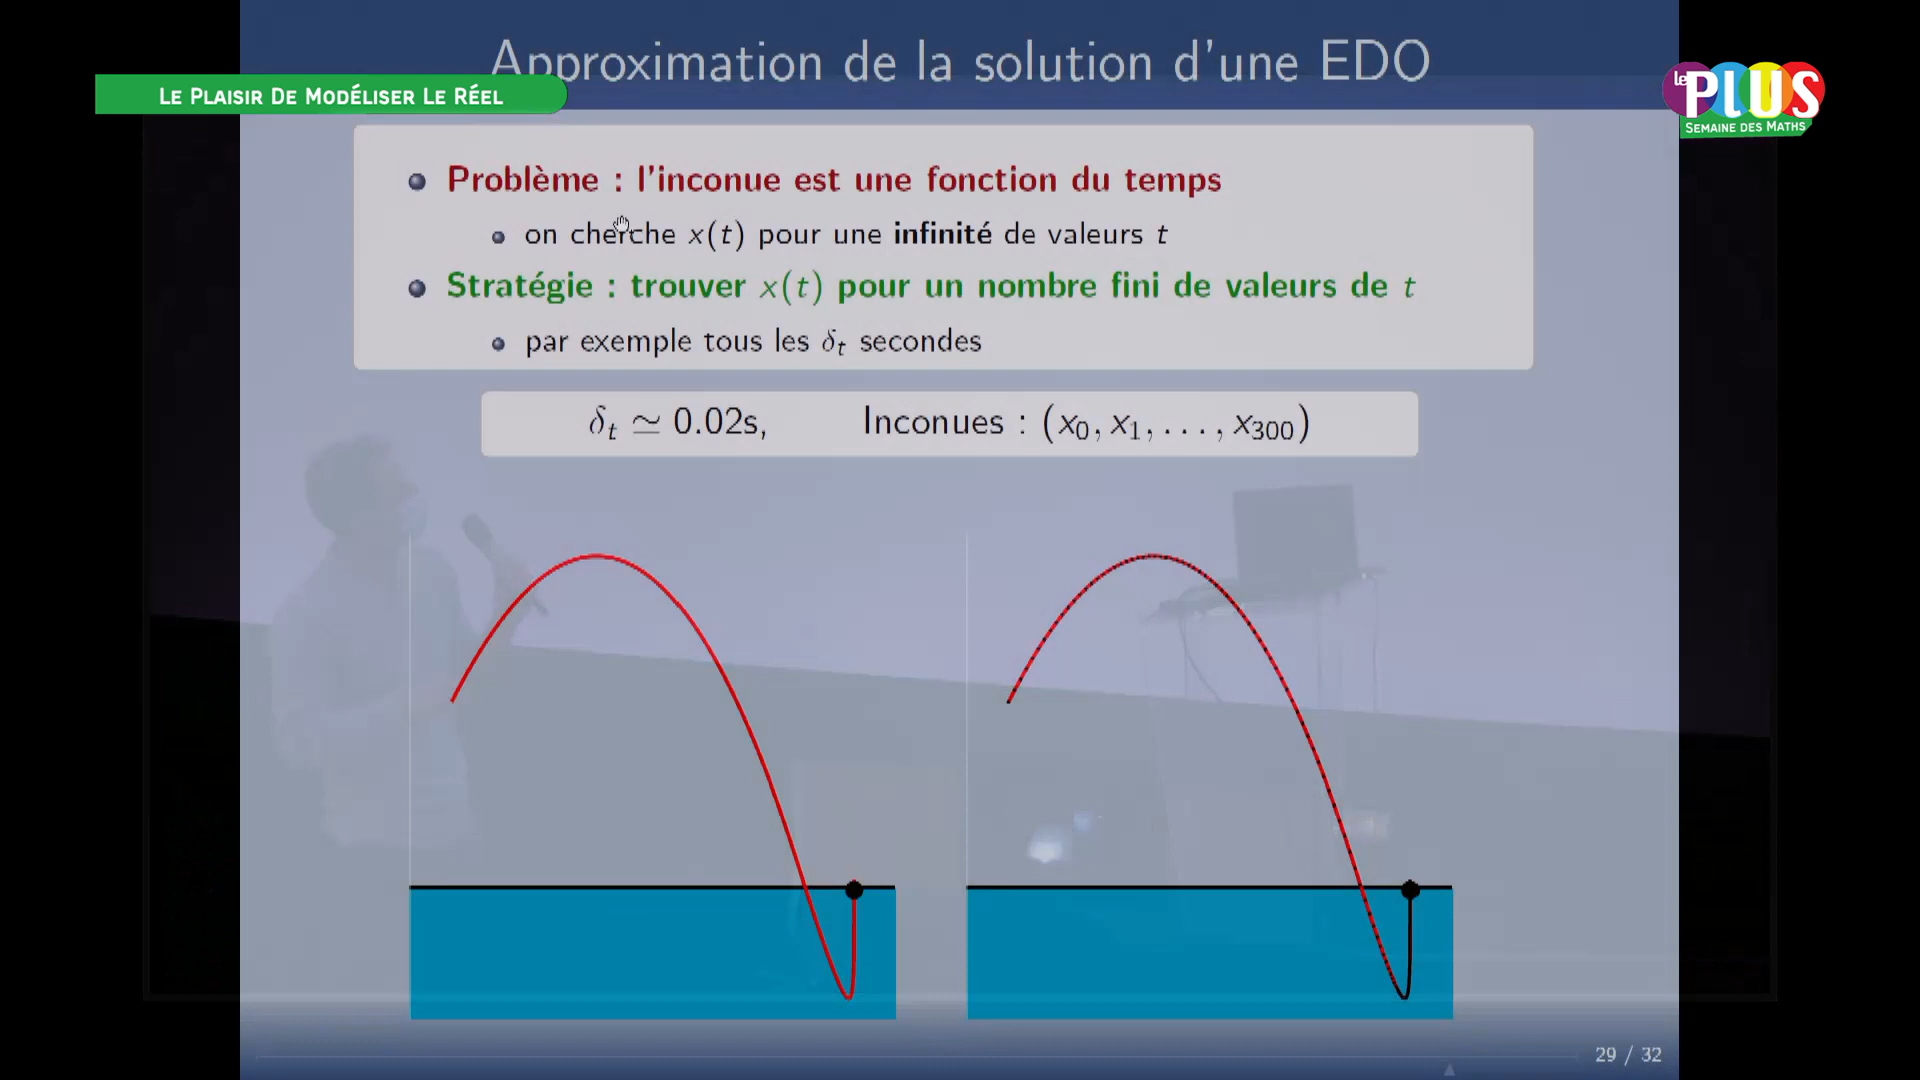 Approximation de la solution d'une EDO
LE PLAISIR DE MODÉLISER LE RÉEL
le PLUS
SEMAINE DES MATHS
Problème : l'inconue est une fonction du temps
on cherche x(t) pour une infinité de valeurs t
Stratégie : trouver x(t) pour un nombre fini de valeurs de t
par exemple tous les δt secondes
δt ≃ 0.02s, Inconues : (x0, x1, . . . , x300)
29 / 32